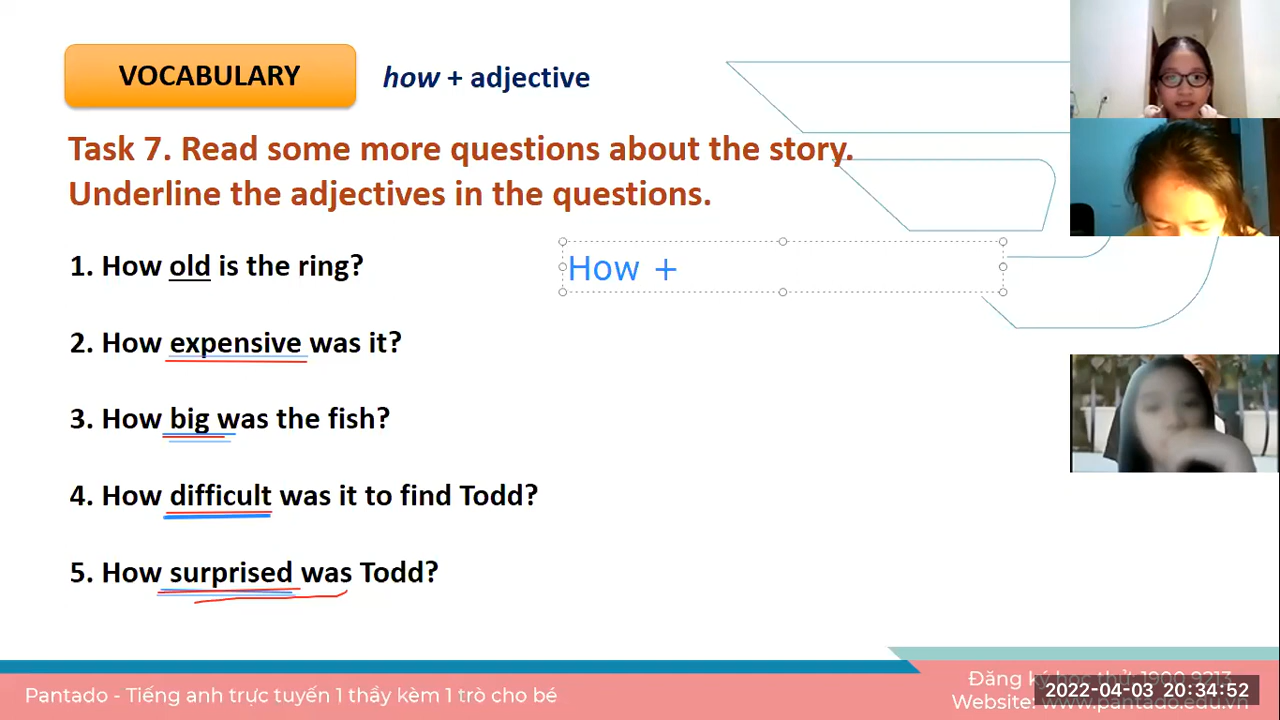 VOCABULARY
how + adjective
Task 7. Read some more questions about the story.
Underline the adjectives in the questions.
1. How old is the ring?
How +
2. How expensive was it?
3. How big was the fish?
4. How difficult was it to find Todd?
5. How surprised was Todd?
Pantado - Tiếng anh trực tuyến 1 thầy kèm 1 trò cho bé
Đăng ký học thử: 1900 9213
Website: www.pantado.edu.vn
2022-04-03 20:34:52